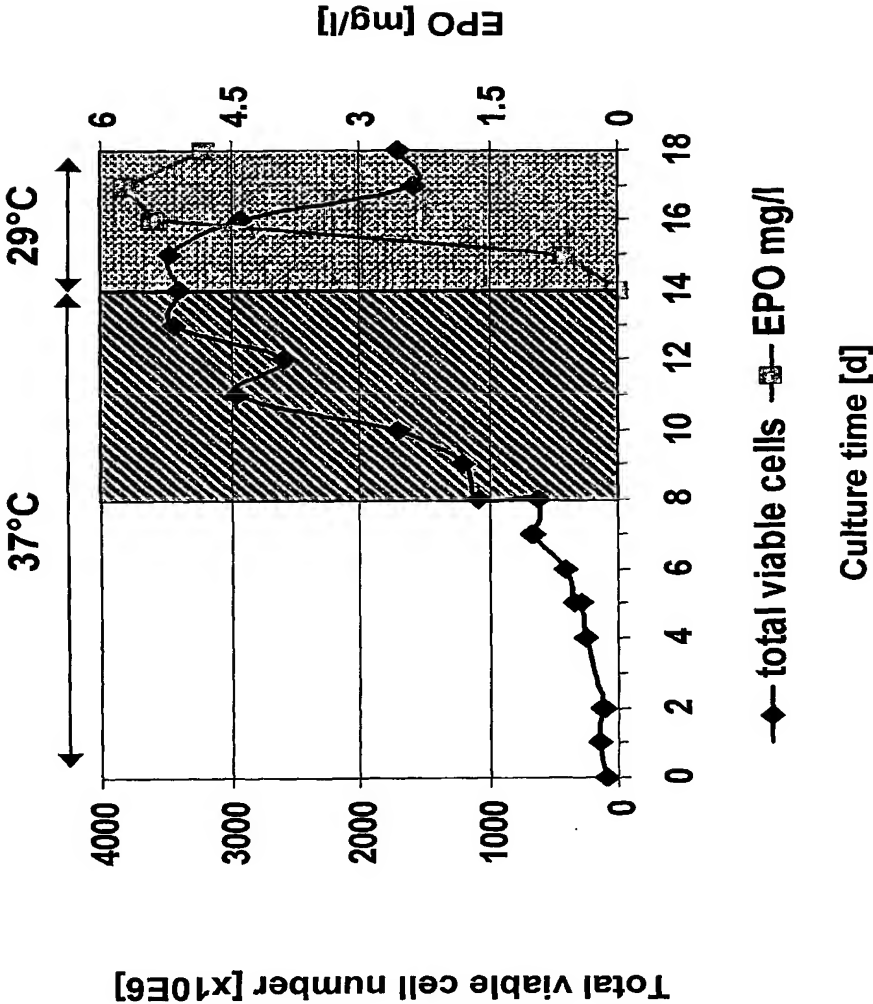 37°C
29°C
Total viable cell number [x10E6]
4000
3000
2000
1000
0
EPO [mg/l]
6
4.5
3
1.5
0
0
2
4
6
8
10
12
14
16
18
total viable cells
EPO mg/l
Culture time [d]